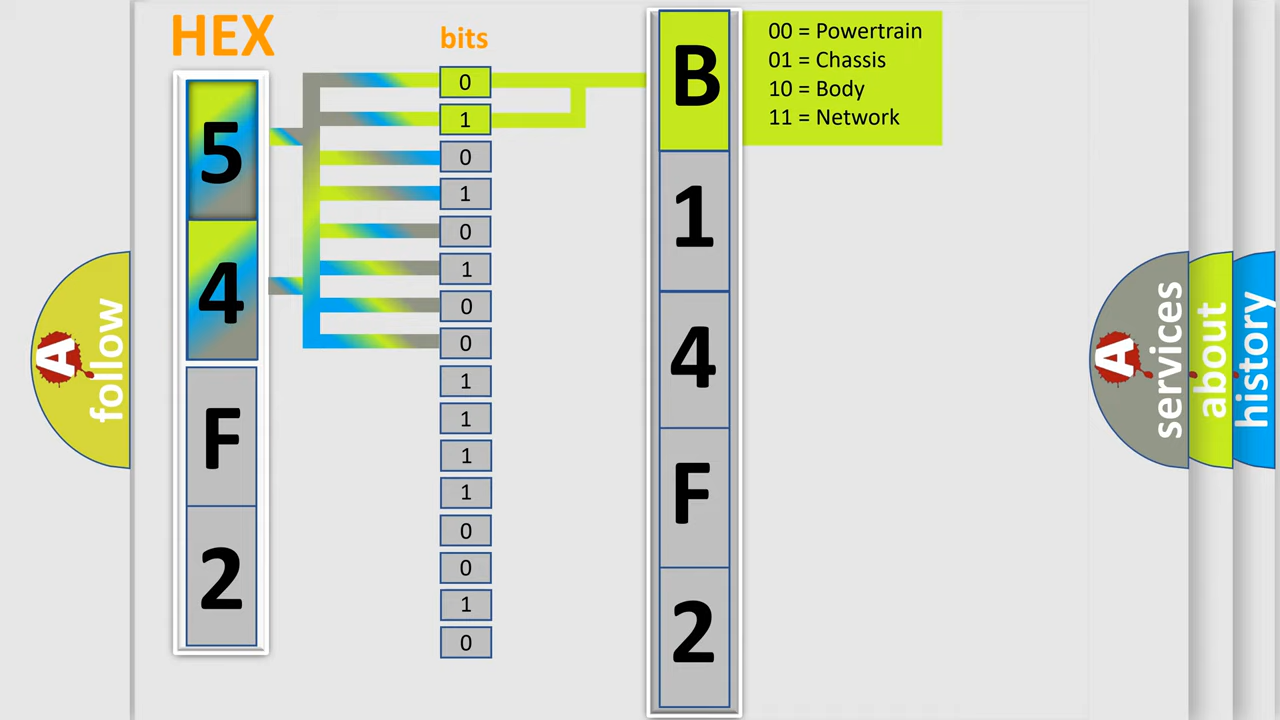 HEX
bits
5
4
F
2
0
1
0
1
0
1
0
0
1
1
1
1
0
0
1
0
B
1
4
F
2
00 = Powertrain
01 = Chassis
10 = Body
11 = Network
A
follow
A
services
about
history